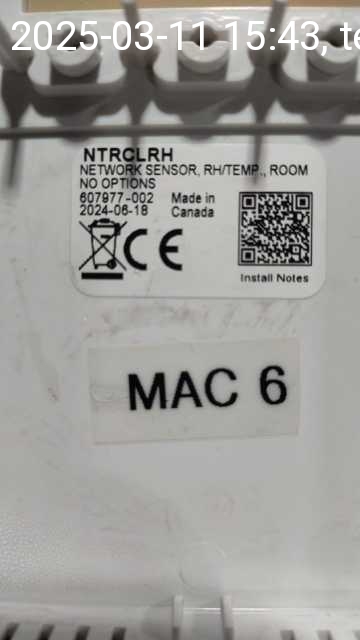 2025-03-11 15:43, te
NTRCLRH
NETWORK SENSOR, RH/TEMP., ROOM
NO OPTIONS
607977-002
2024-06-18
Made in
Canada
CE
Install Notes
MAC 6